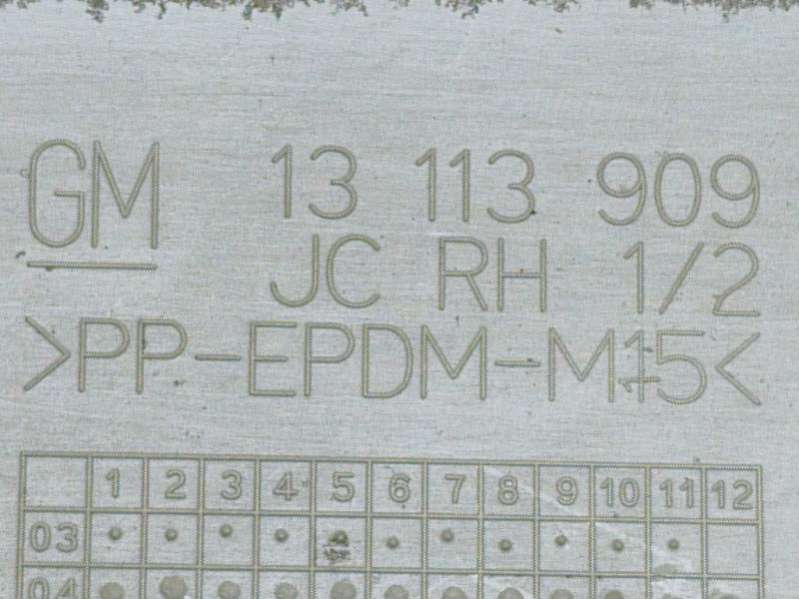 GM 13 113 909
JC RH 1/2
>PP-EPDM-M15<
1 2 3 4 5 6 7 8 9 10 11 12
03
04